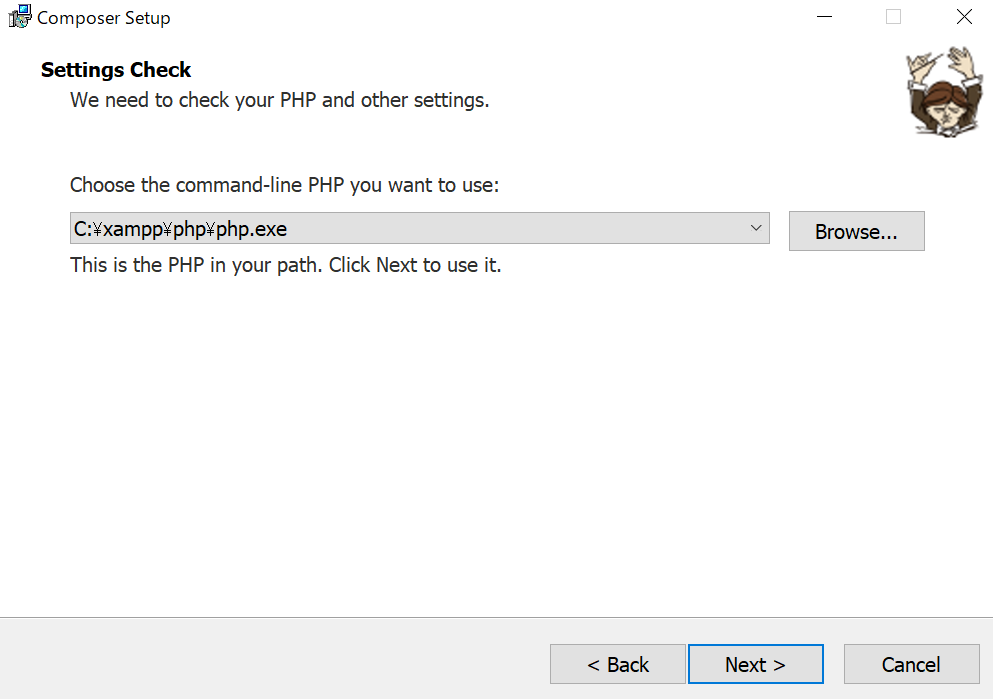 Composer Setup
Settings Check
We need to check your PHP and other settings.
Choose the command-line PHP you want to use:
C:¥xampp¥php¥php.exe
Browse...
This is the PHP in your path. Click Next to use it.
< Back
Next >
Cancel